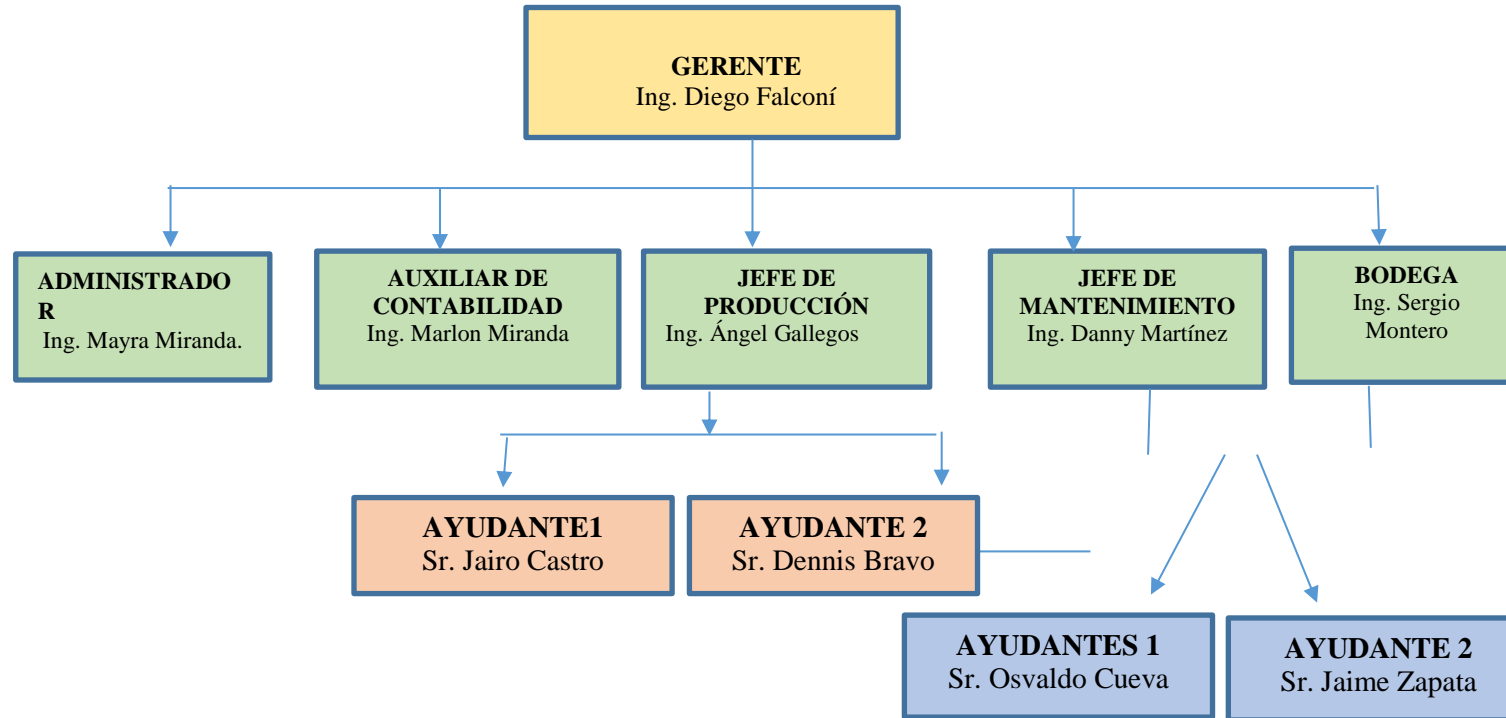 GERENTE
Ing. Diego Falconí
ADMINISTRADO
R
Ing. Mayra Miranda.
AUXILIAR DE
CONTABILIDAD
Ing. Marlon Miranda
JEFE DE
PRODUCCIÓN
Ing. Ángel Gallegos
JEFE DE
MANTENIMIENTO
Ing. Danny Martínez
BODEGA
Ing. Sergio
Montero
AYUDANTE1
Sr. Jairo Castro
AYUDANTE 2
Sr. Dennis Bravo
AYUDANTES 1
Sr. Osvaldo Cueva
AYUDANTE 2
Sr. Jaime Zapata